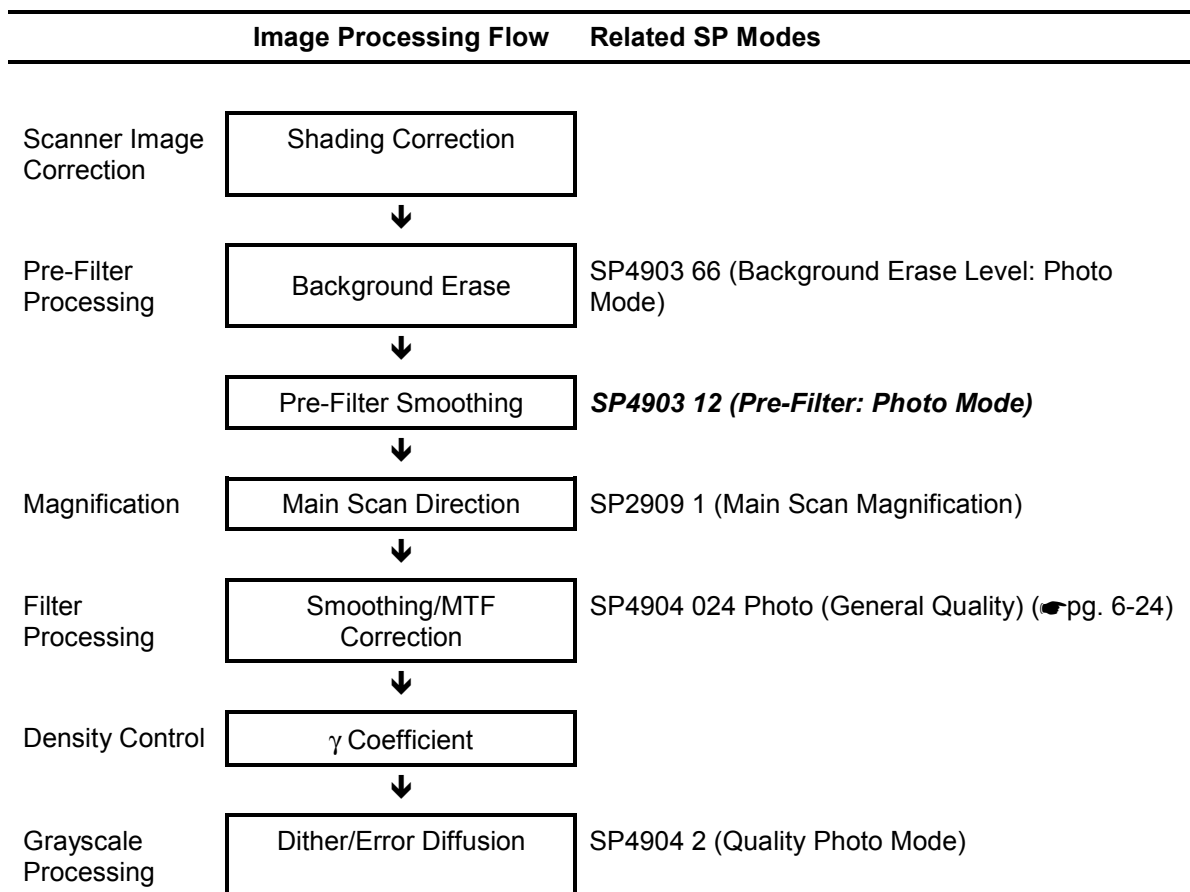 Image Processing Flow Related SP Modes
Scanner Image
Correction
Shading Correction
Pre-Filter
Processing
Background Erase
SP4903 66 (Background Erase Level: Photo
Mode)
Pre-Filter Smoothing
SP4903 12 (Pre-Filter: Photo Mode)
Magnification
Main Scan Direction
SP2909 1 (Main Scan Magnification)
Filter
Processing
Smoothing/MTF
Correction
SP4904 024 Photo (General Quality) (☛pg. 6-24)
Density Control
γ Coefficient
Grayscale
Processing
Dither/Error Diffusion
SP4904 2 (Quality Photo Mode)